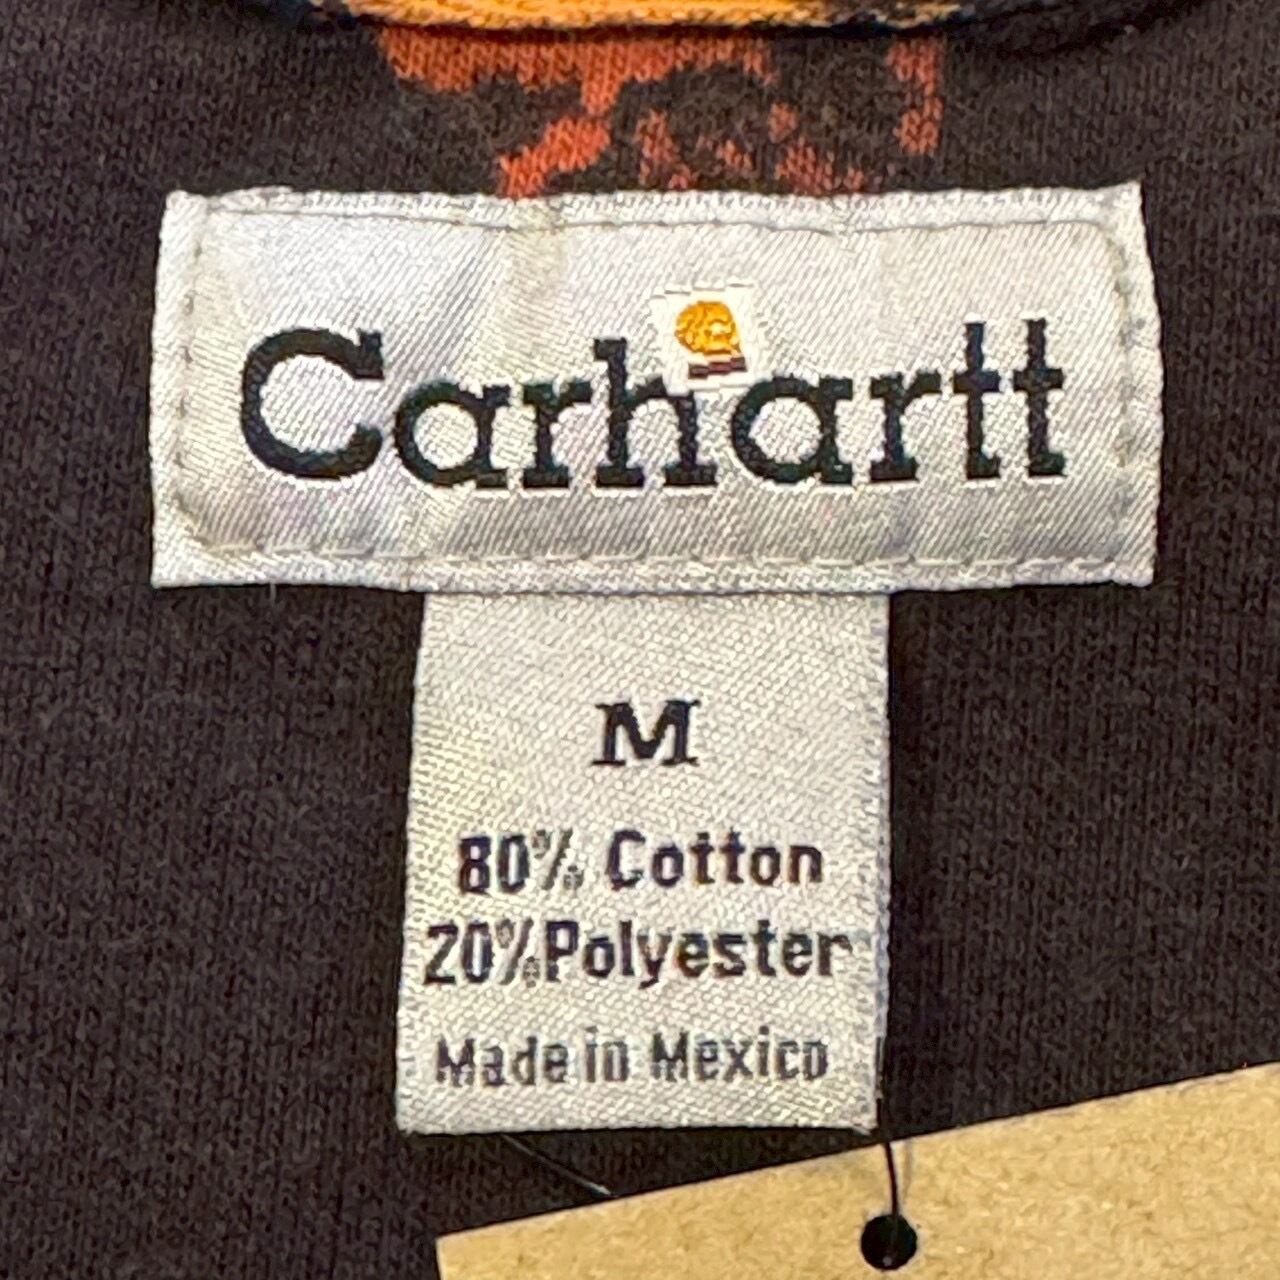 Carhartt
M
80% Cotton
20% Polyester
Made in Mexico